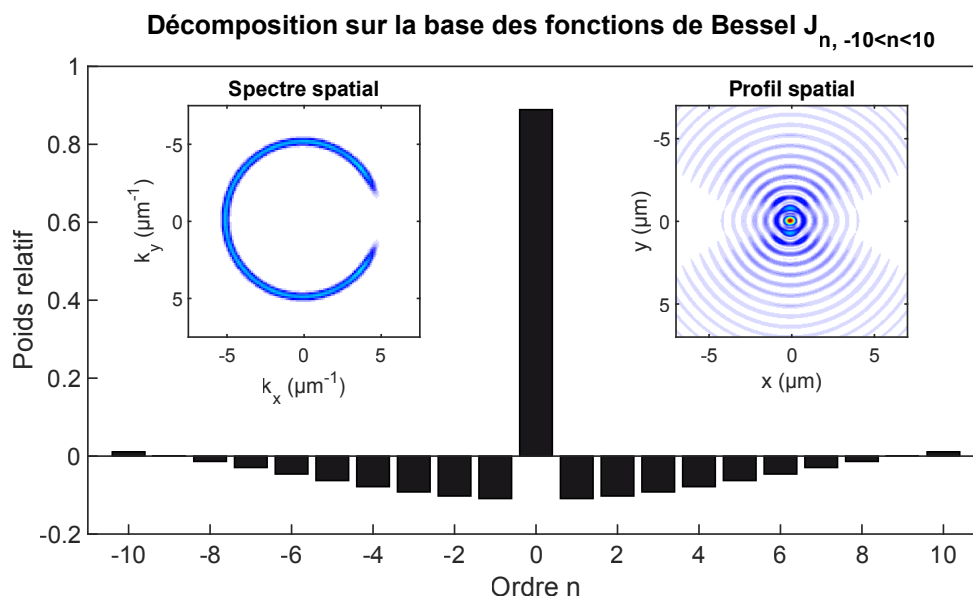 Décomposition sur la base des fonctions de Bessel J_{n, -10<n<10}
1
0.8
0.6
0.4
0.2
0
-0.2
Poids relatif
-10 -8 -6 -4 -2 0 2 4 6 8 10
Ordre n
Spectre spatial
-5
0
5
k_y (µm^{-1})
-5 0 5
k_x (µm^{-1})
Profil spatial
-5
0
5
y (µm)
-5 0 5
x (µm)